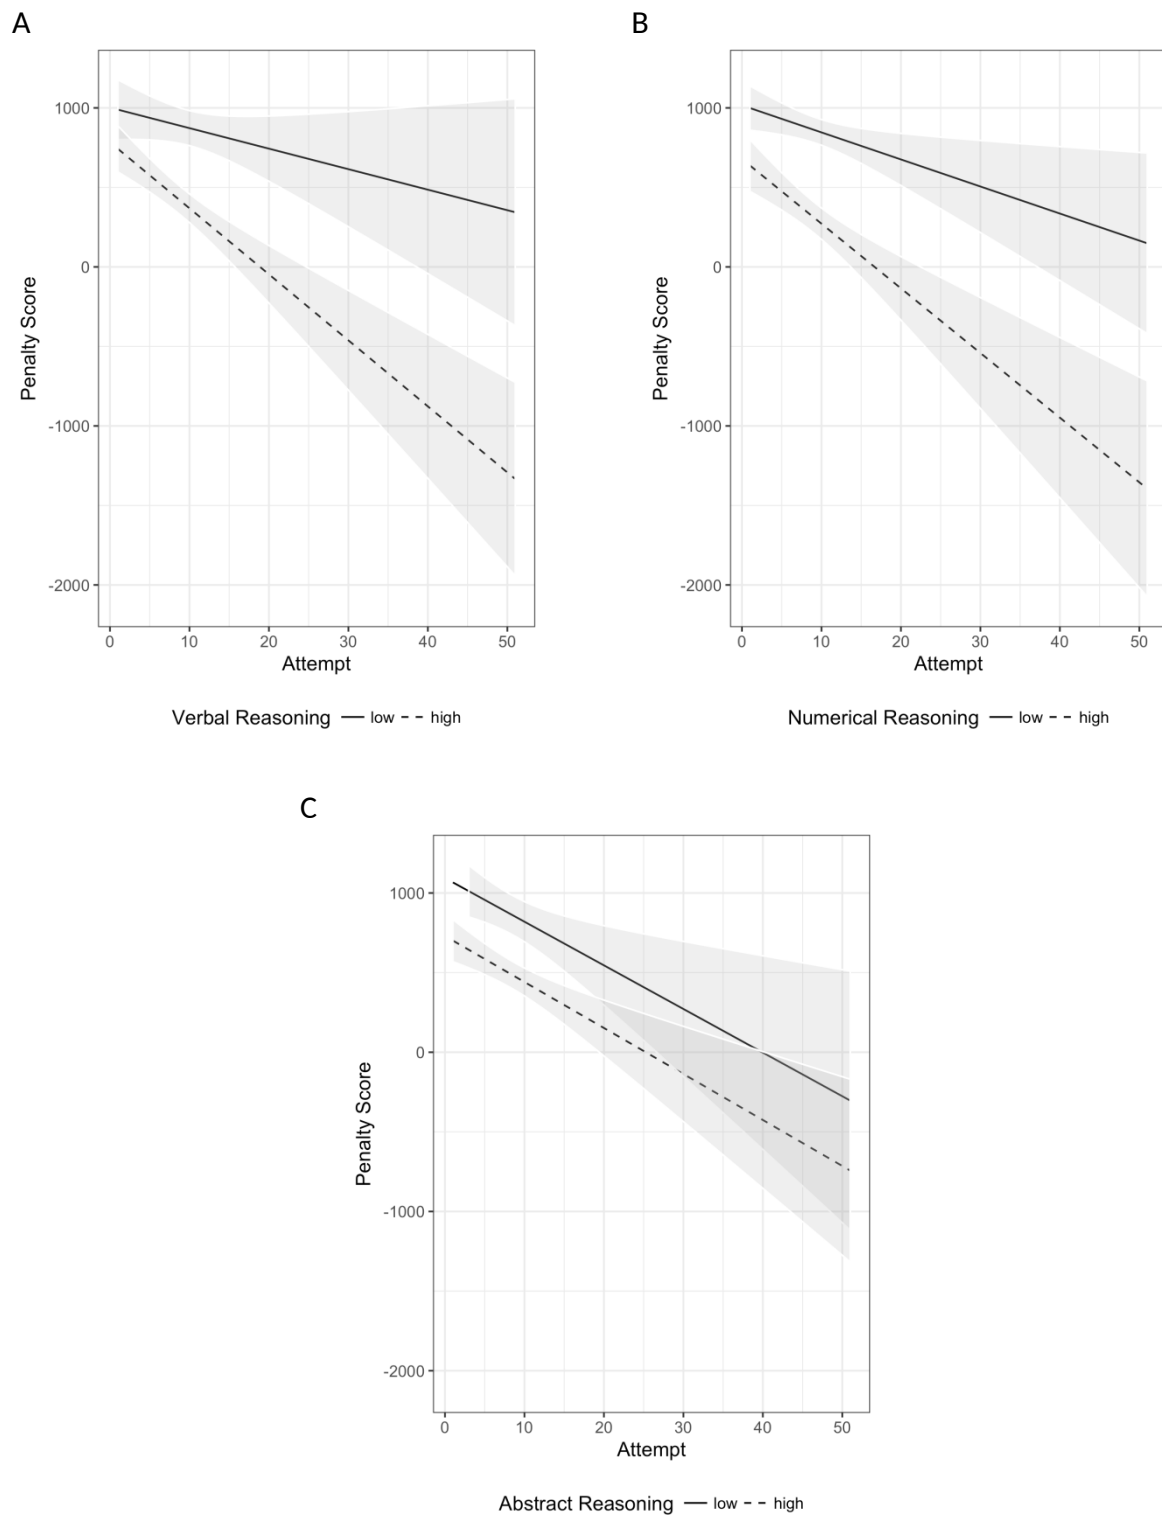 A
B
1000
0
-1000
-2000
Penalty Score
0 10 20 30 40 50
Attempt
Verbal Reasoning low high
1000
0
-1000
-2000
Penalty Score
0 10 20 30 40 50
Attempt
Numerical Reasoning low high
C
1000
0
-1000
-2000
Penalty Score
0 10 20 30 40 50
Attempt
Abstract Reasoning low high